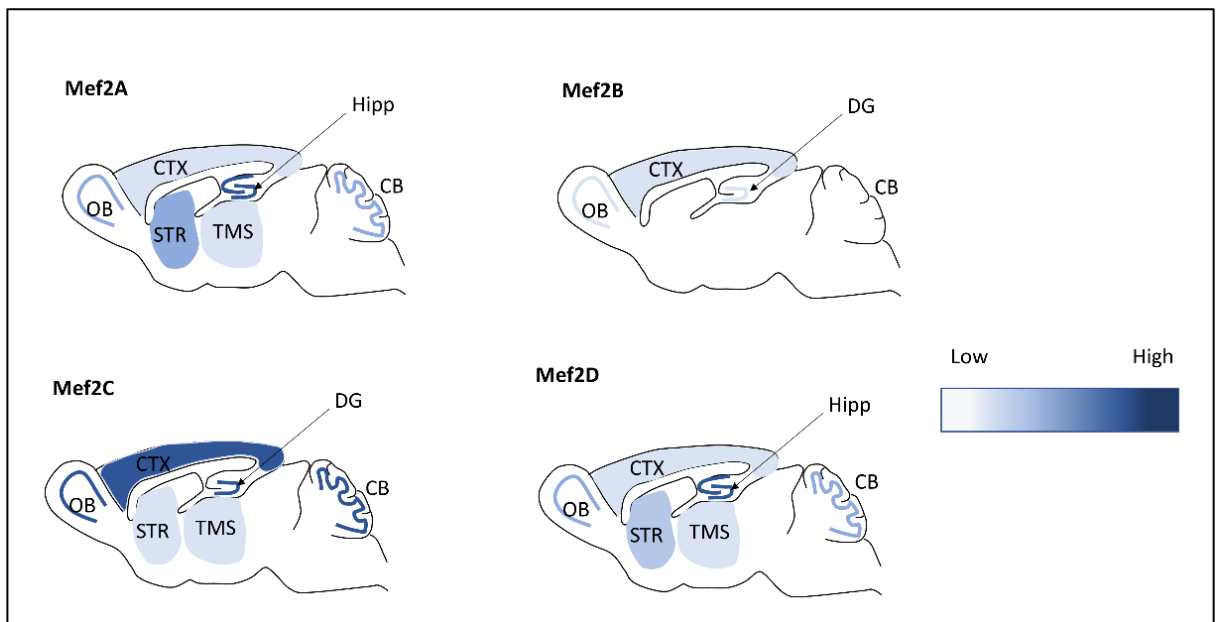 Mef2A
Hipp
CTX
OB
STR
TMS
CB
Mef2B
DG
CTX
OB
CB
Low High
Mef2C
DG
CTX
OB
STR
TMS
CB
Mef2D
Hipp
CTX
OB
STR
TMS
CB